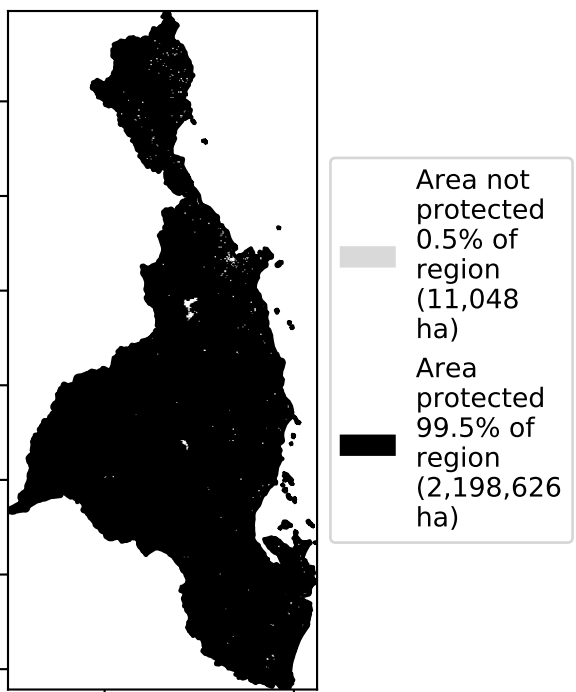 Area not
protected
0.5% of
region
(11,048
ha)
Area
protected
99.5% of
region
(2,198,626
ha)